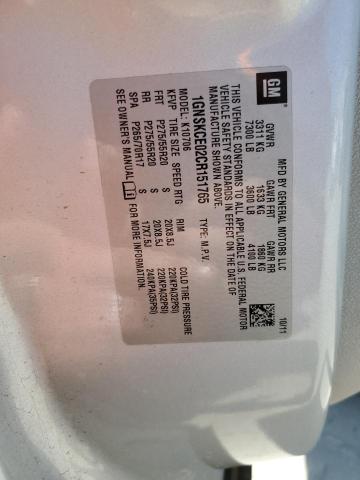 GM
MFD BY GENERAL MOTORS LLC 10/11
GVWR GAWR FRT GAWR RR
3311 KG 1633 KG 1860 KG
7300 LB 3600 LB 4100 LB
THIS VEHICLE CONFORMS TO ALL APPLICABLE U.S. FEDERAL MOTOR
VEHICLE SAFETY STANDARDS IN EFFECT ON THE DATE OF
MANUFACTURE SHOWN ABOVE.
1GNSKCE02CR151765 TYPE: M.P.V.
MODEL: K10706
KFVP TIRE SIZE SPEED RTG RIM COLD TIRE PRESSURE
FRT P275/55R20 S 20X8.5J 220KPA(32PSI)
RR P275/55R20 S 20X8.5J 220KPA(32PSI)
SPA P265/70R17 S 17X7.5J 240KPA(35PSI)
SEE OWNER'S MANUAL FOR MORE INFORMATION.